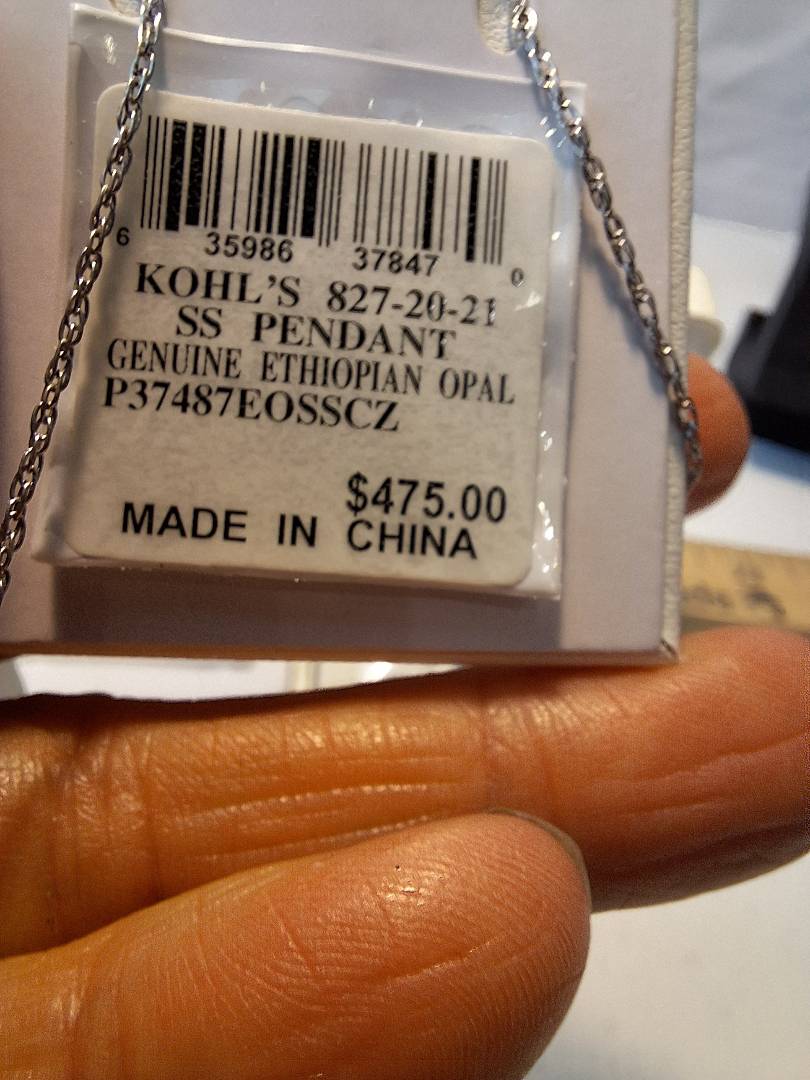 6 35986 37847 0
KOHL'S 827-20-21
SS PENDANT
GENUINE ETHIOPIAN OPAL
P37487EOSSCZ
$475.00
MADE IN CHINA